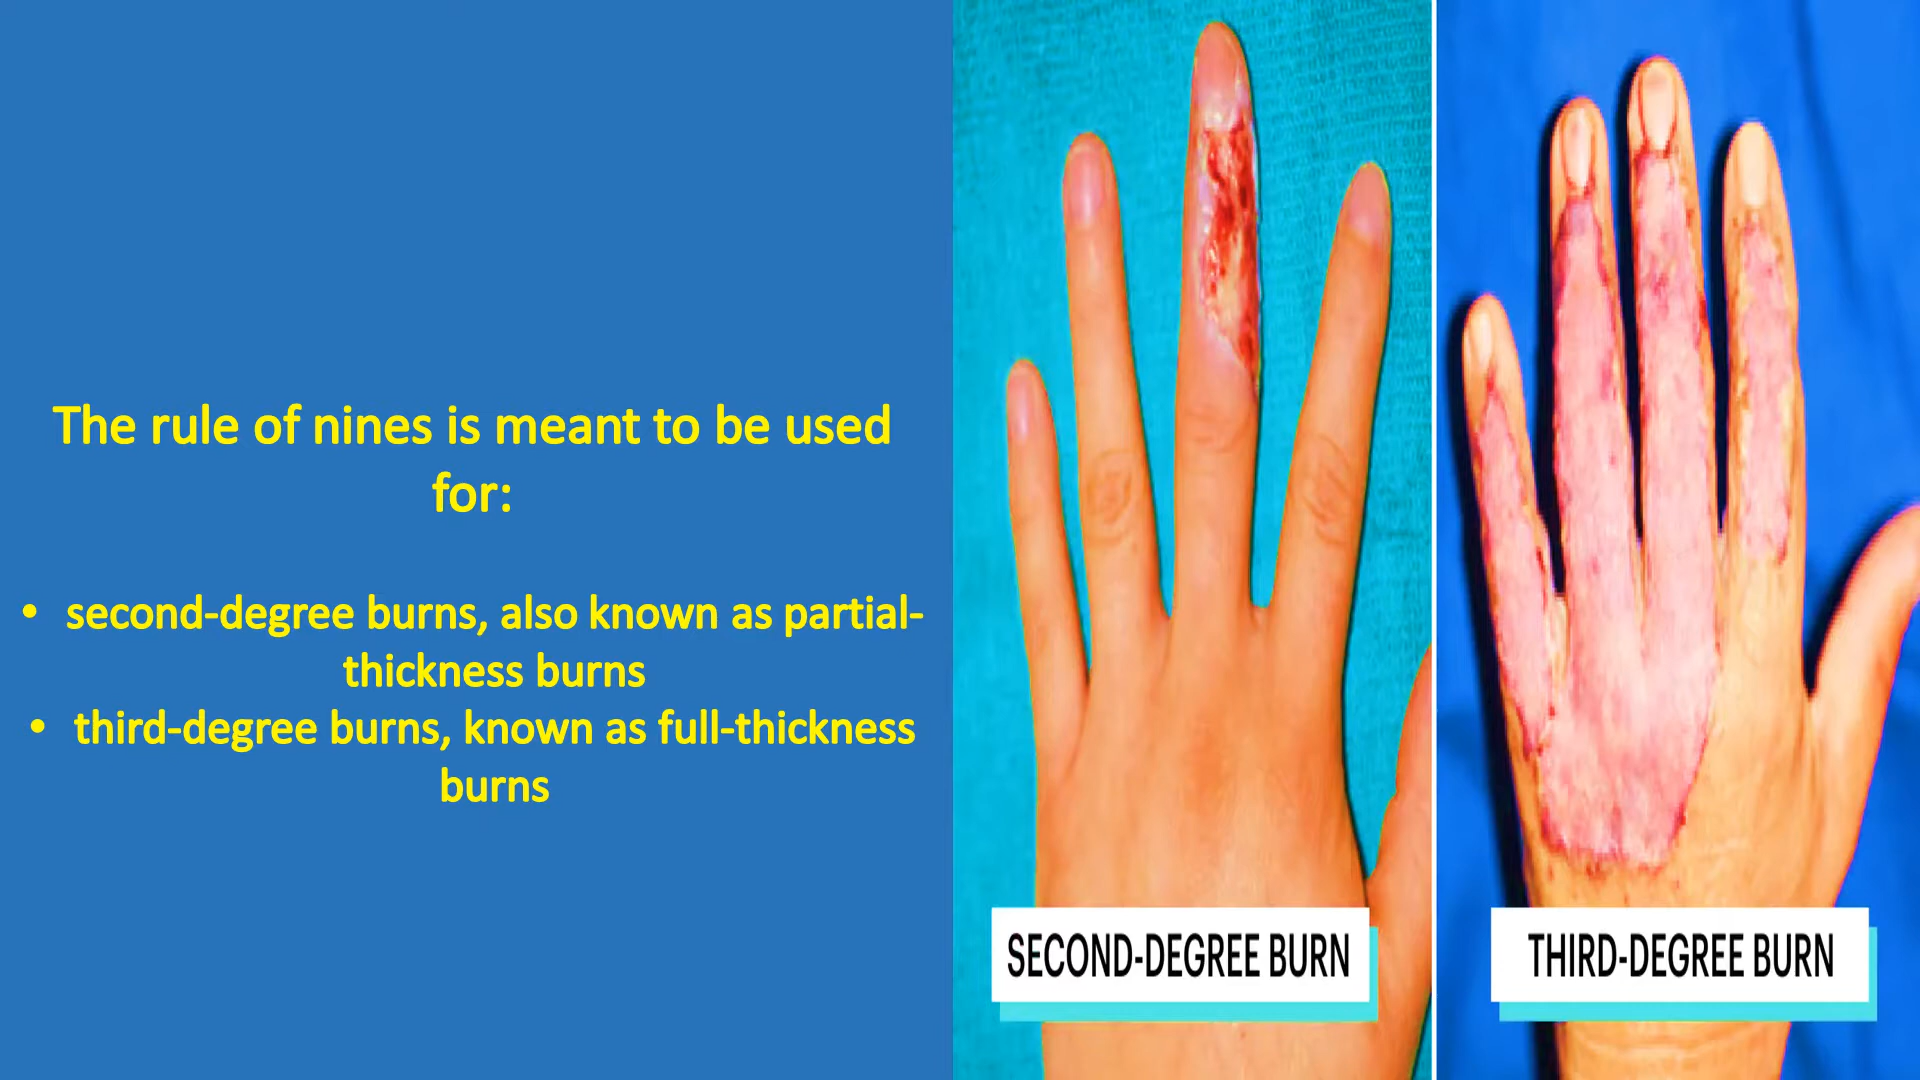 The rule of nines is meant to be used
for:
• second-degree burns, also known as partial-
thickness burns
• third-degree burns, known as full-thickness
burns
SECOND-DEGREE BURN
THIRD-DEGREE BURN